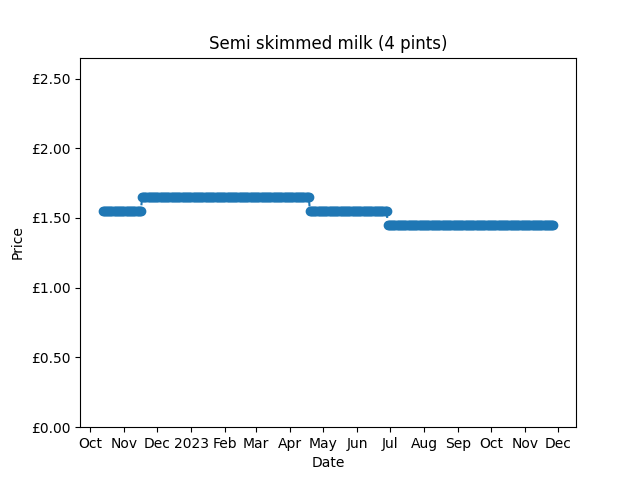 Semi skimmed milk (4 pints)
£2.50
£2.00
£1.50
£1.00
£0.50
£0.00
Price
Oct Nov Dec 2023 Feb Mar Apr May Jun Jul Aug Sep Oct Nov Dec
Date